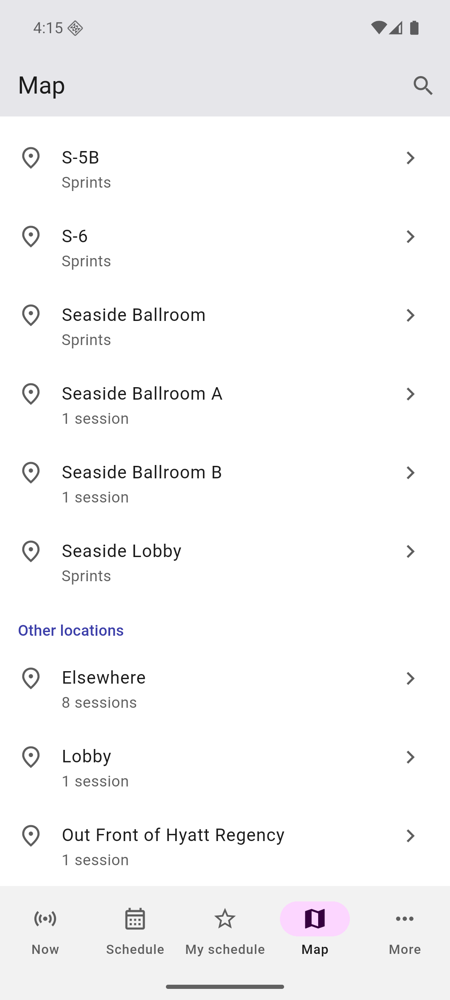 4:15
Map
S-5B
Sprints
S-6
Sprints
Seaside Ballroom
Sprints
Seaside Ballroom A
1 session
Seaside Ballroom B
1 session
Seaside Lobby
Sprints
Other locations
Elsewhere
8 sessions
Lobby
1 session
Out Front of Hyatt Regency
1 session
Now Schedule My schedule Map More